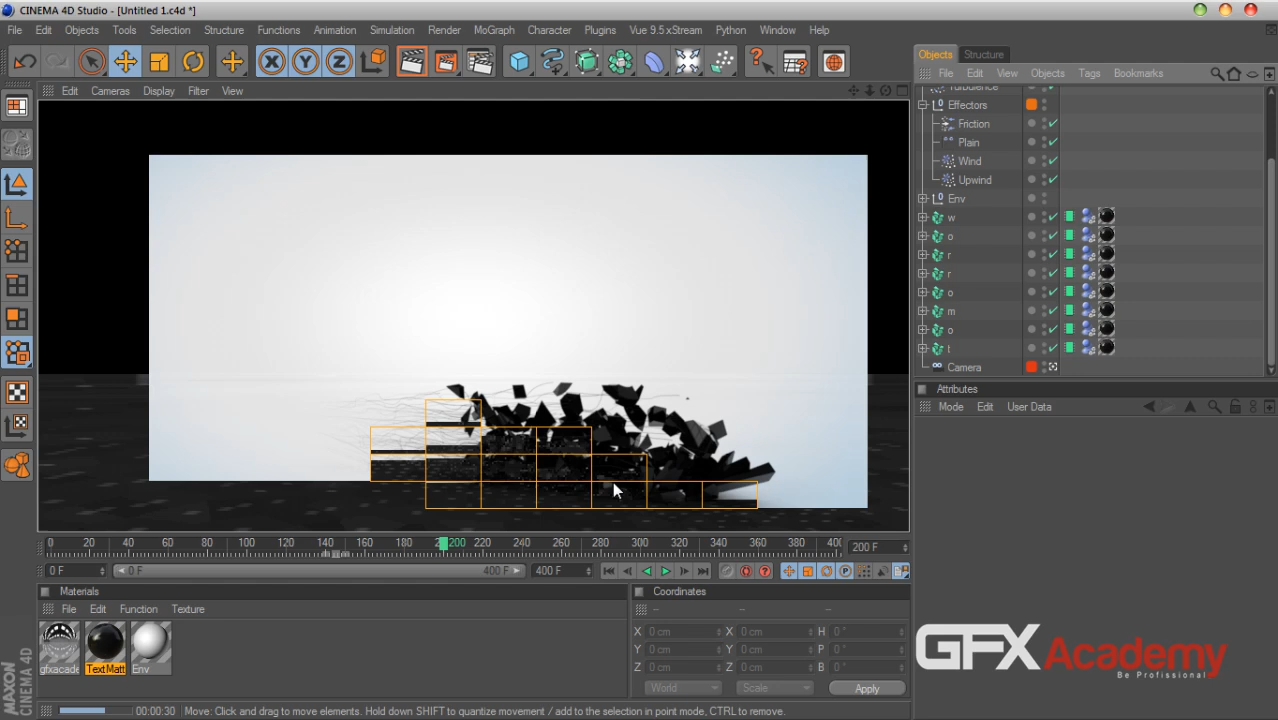 CINEMA 4D Studio - [Untitled 1.c4d *]
File Edit Objects Tools Selection Structure Functions Animation Simulation Render MoGraph Character Plugins Vue 9.5 xStream Python Window Help
Objects Structure
File Edit View Objects Tags Bookmarks
Edit Cameras Display Filter View
Turbulence
Effectors
Friction
Plain
Wind
Upwind
Env
w
o
r
r
o
m
o
t
Camera
Attributes
Mode Edit User Data
0 20 40 60 80 100 120 140 160 180 200 220 240 260 280 300 320 340 360 380 400
200 F
0 F 0 F 400 F 400 F
Materials
File Edit Function Texture
gfxacade TextMatt Env
Coordinates
-- -- --
X 0 cm X 0 cm H 0 °
Y 0 cm Y 0 cm P 0 °
Z 0 cm Z 0 cm B 0 °
World Scale Apply
GFXAcademy
Be Profissional
MAXON
CINEMA 4D
00:00:30 Move: Click and drag to move elements. Hold down SHIFT to quantize movement / add to the selection in point mode, CTRL to remove.